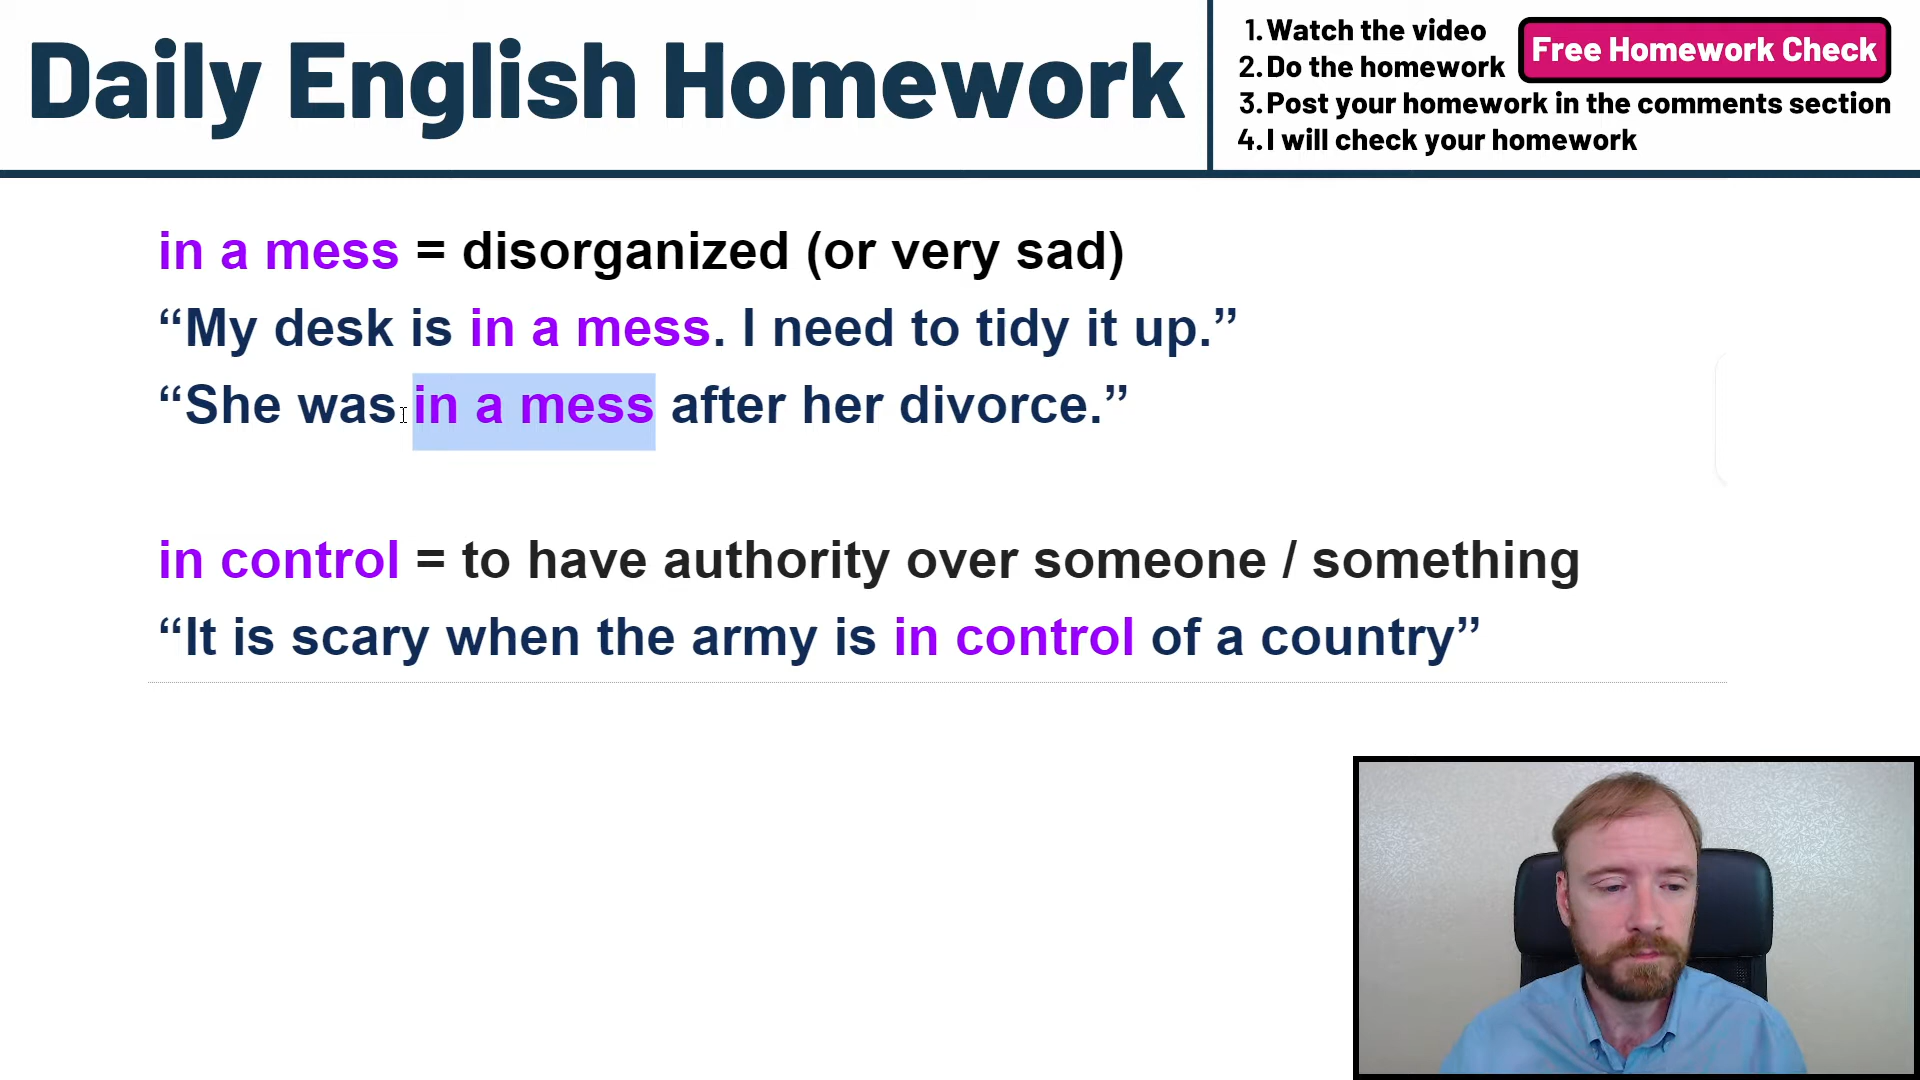 Daily English Homework
1. Watch the video
2. Do the homework
Free Homework Check
3. Post your homework in the comments section
4. I will check your homework
in a mess = disorganized (or very sad)
“My desk is in a mess. I need to tidy it up.”
“She was in a mess after her divorce.”
in control = to have authority over someone / something
“It is scary when the army is in control of a country”